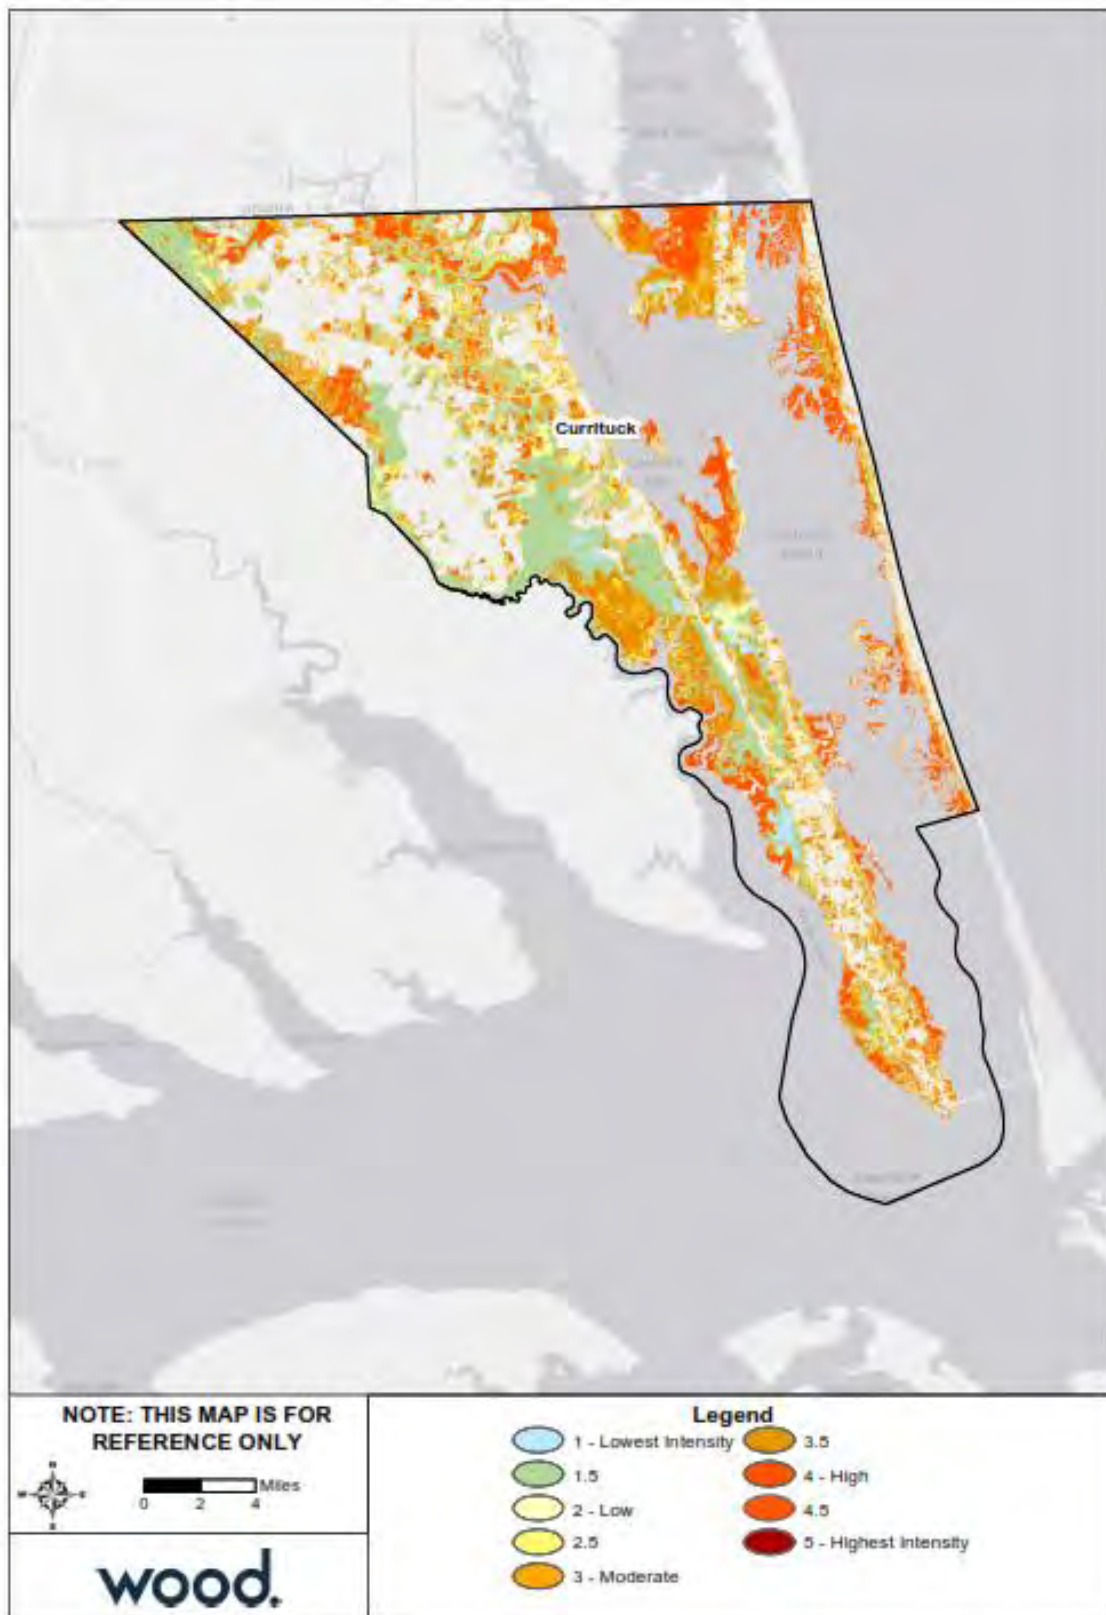 Currituck
NOTE: THIS MAP IS FOR
REFERENCE ONLY
N
W
E
S
Miles
0 2 4
wood.
Legend
1 - Lowest Intensity
1.5
2 - Low
2.5
3 - Moderate
3.5
4 - High
4.5
5 - Highest Intensity